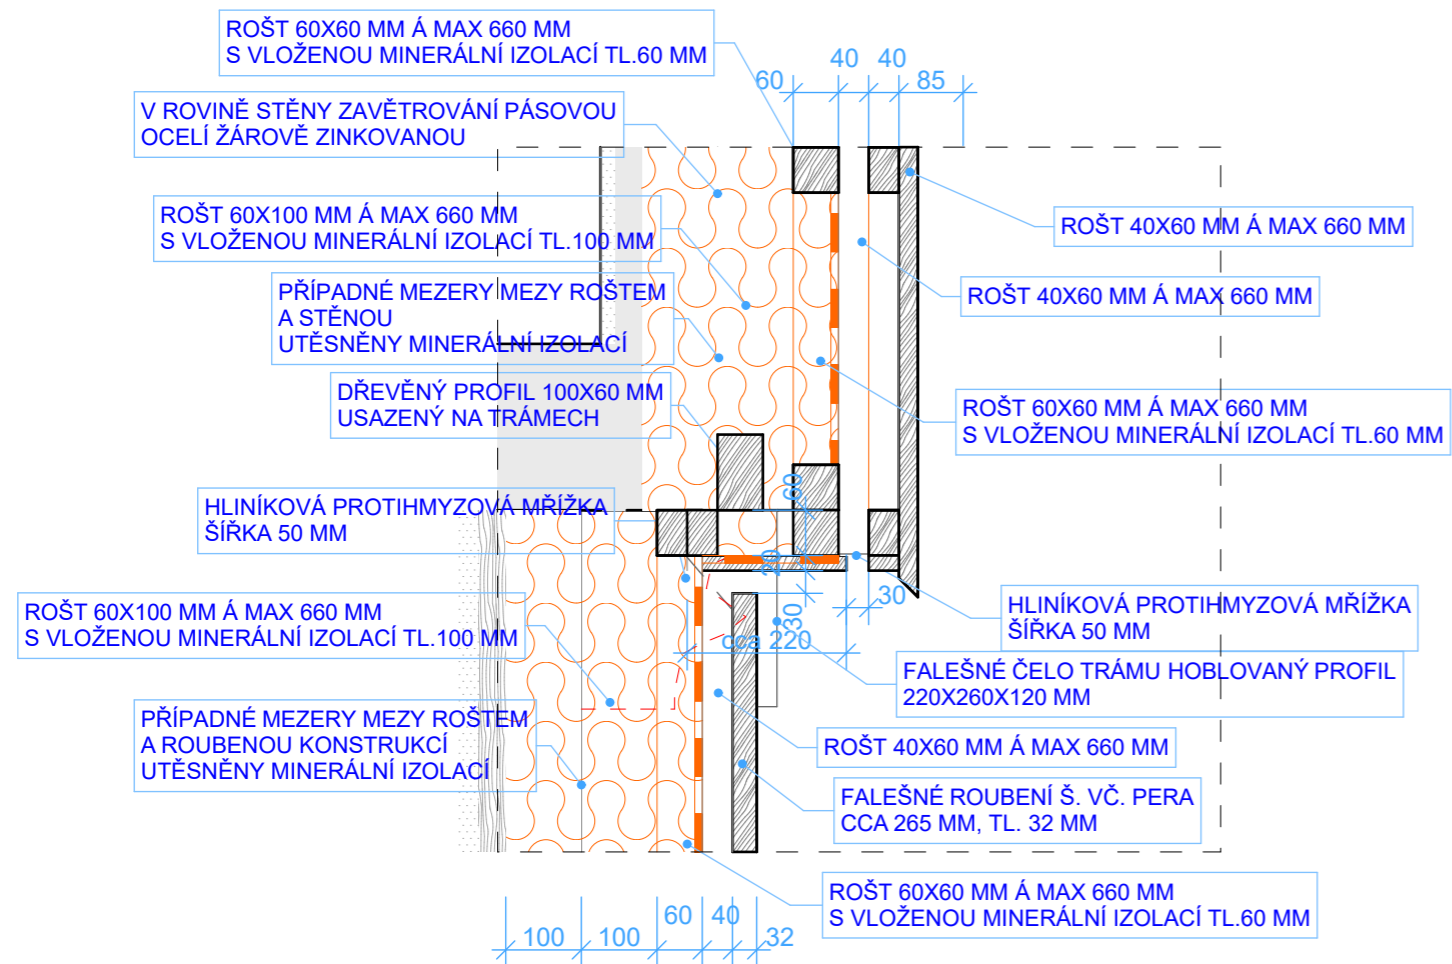 ROŠT 60X60 MM Á MAX 660 MM
S VLOŽENOU MINERÁLNÍ IZOLACÍ TL.60 MM
60
40
40
85
V ROVINĚ STĚNY ZAVĚTROVÁNÍ PÁSOVOU
OCELÍ ŽÁROVĚ ZINKOVANOU
ROŠT 60X100 MM Á MAX 660 MM
S VLOŽENOU MINERÁLNÍ IZOLACÍ TL.100 MM
ROŠT 40X60 MM Á MAX 660 MM
PŘÍPADNÉ MEZERY MEZY ROŠTEM
A STĚNOU
UTĚSNĚNY MINERÁLNÍ IZOLACÍ
ROŠT 40X60 MM Á MAX 660 MM
DŘEVĚNÝ PROFIL 100X60 MM
USAZENÝ NA TRÁMECH
ROŠT 60X60 MM Á MAX 660 MM
S VLOŽENOU MINERÁLNÍ IZOLACÍ TL.60 MM
HLINÍKOVÁ PROTIHMYZOVÁ MŘÍŽKA
ŠÍŘKA 50 MM
60
20
30
30
cca 220
HLINÍKOVÁ PROTIHMYZOVÁ MŘÍŽKA
ŠÍŘKA 50 MM
ROŠT 60X100 MM Á MAX 660 MM
S VLOŽENOU MINERÁLNÍ IZOLACÍ TL.100 MM
FALEŠNÉ ČELO TRÁMU HOBLOVANÝ PROFIL
220X260X120 MM
PŘÍPADNÉ MEZERY MEZY ROŠTEM
A ROUBENOU KONSTRUKCÍ
UTĚSNĚNY MINERÁLNÍ IZOLACÍ
ROŠT 40X60 MM Á MAX 660 MM
FALEŠNÉ ROUBENÍ Š. VČ. PERA
CCA 265 MM, TL. 32 MM
ROŠT 60X60 MM Á MAX 660 MM
S VLOŽENOU MINERÁLNÍ IZOLACÍ TL.60 MM
100
100
60
40
32